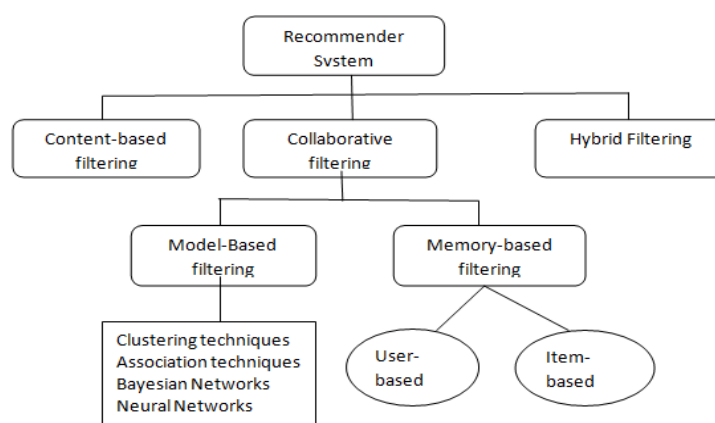 Recommender
System
Content-based
filtering
Collaborative
filtering
Hybrid Filtering
Model-Based
filtering
Memory-based
filtering
Clustering techniques
Association techniques
Bayesian Networks
Neural Networks
User-
based
Item-
based